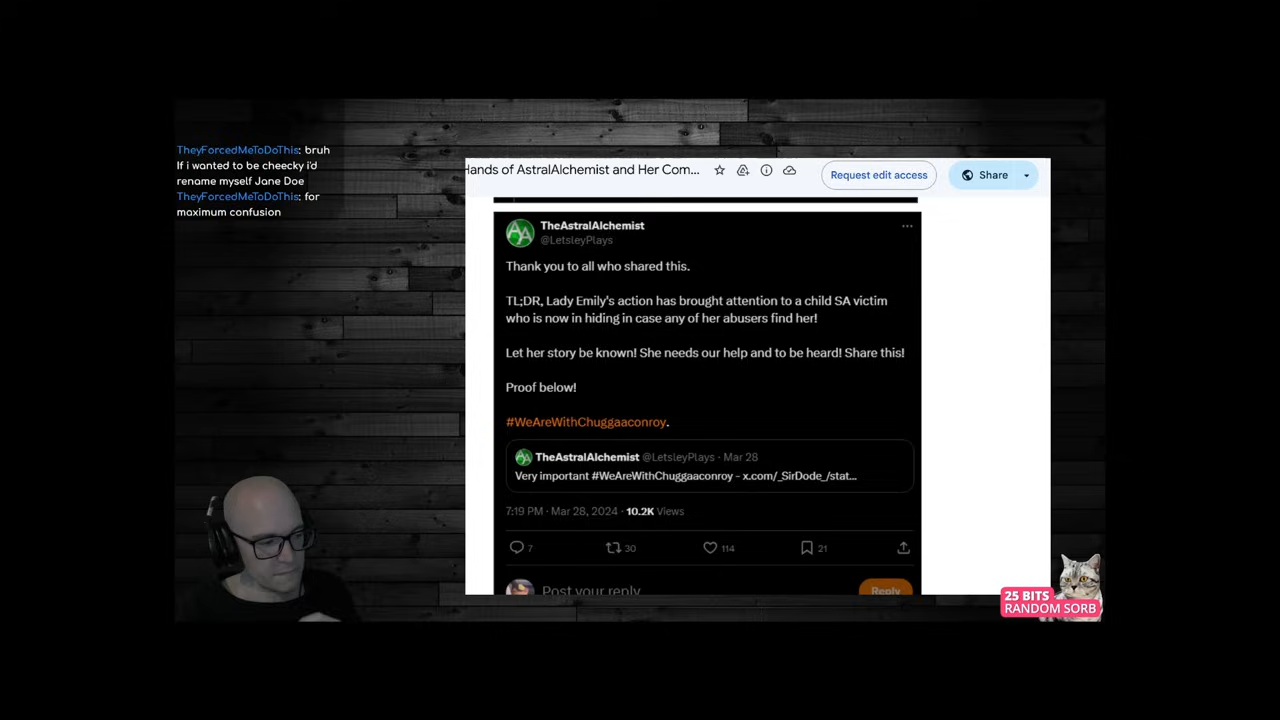 TheyForcedMeToDoThis: bruh
If i wanted to be cheecky i'd
rename myself Jane Doe
TheyForcedMeToDoThis: for
maximum confusion
Hands of AstralAlchemist and Her Com...
Request edit access
Share
TheAstralAlchemist
@LetsleyPlays
Thank you to all who shared this.
TL;DR, Lady Emily's action has brought attention to a child SA victim
who is now in hiding in case any of her abusers find her!
Let her story be known! She needs our help and to be heard! Share this!
Proof below!
#WeAreWithChuggaaconroy.
TheAstralAlchemist @LetsleyPlays · Mar 28
Very important #WeAreWithChuggaaconroy - x.com/_SirDode_/stat...
7:19 PM · Mar 28, 2024 · 10.2K Views
7 30 114 21
Post your reply
Reply
25 BITS
RANDOM SORB